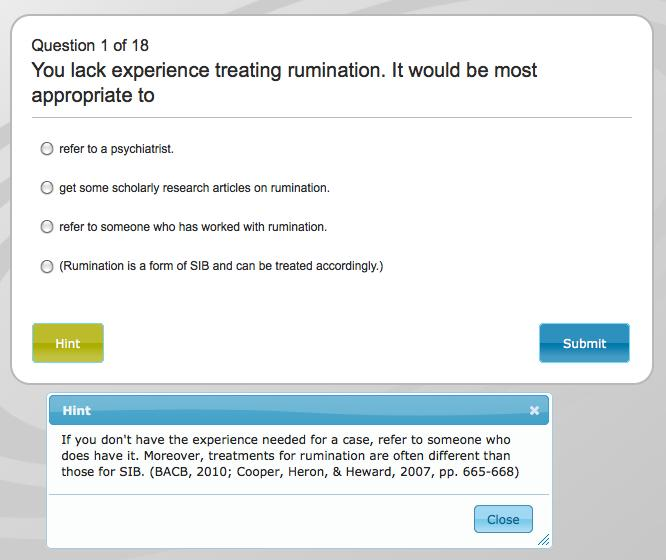 Question 1 of 18
You lack experience treating rumination. It would be most
appropriate to
refer to a psychiatrist.
get some scholarly research articles on rumination.
refer to someone who has worked with rumination.
(Rumination is a form of SIB and can be treated accordingly.)
Hint
Submit
Hint
If you don't have the experience needed for a case, refer to someone who
does have it. Moreover, treatments for rumination are often different than
those for SIB. (BACB, 2010; Cooper, Heron, & Heward, 2007, pp. 665-668)
Close